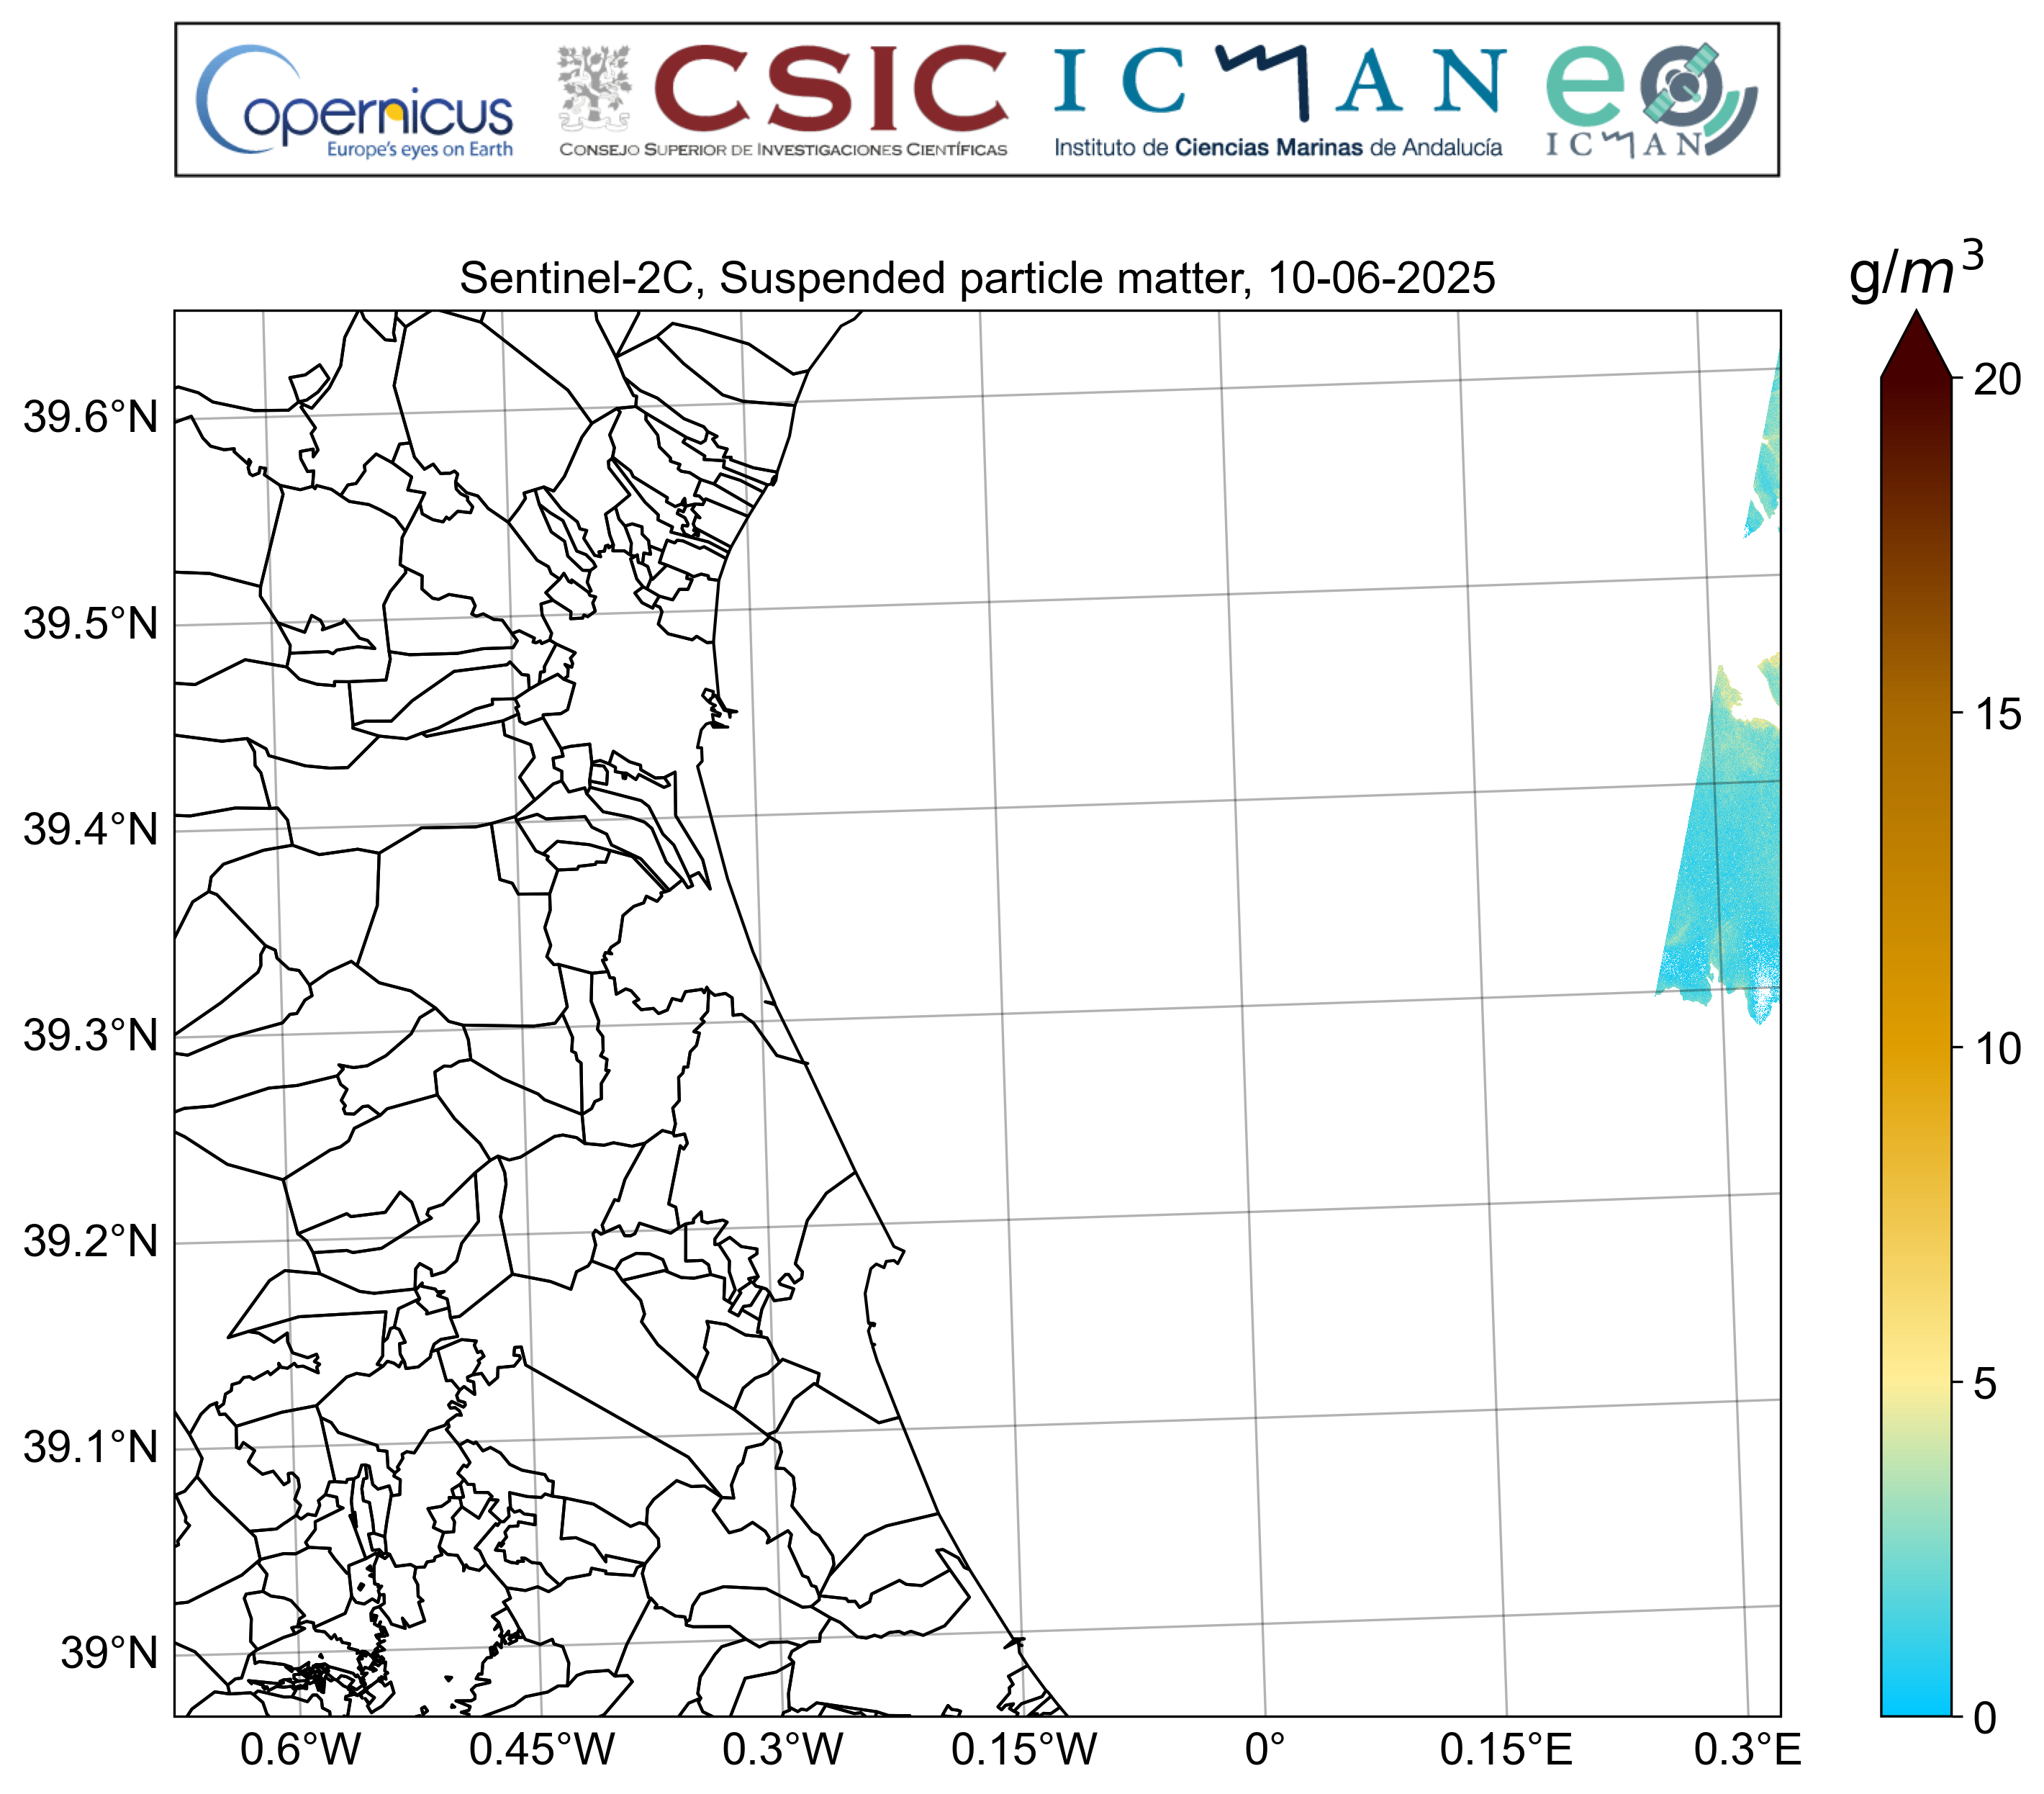 Copernicus
Europe's eyes on Earth
CSIC
CONSEJO SUPERIOR DE INVESTIGACIONES CIENTÍFICAS
ICMAN
Instituto de Ciencias Marinas de Andalucía
eo
ICMAN
Sentinel-2C, Suspended particle matter, 10-06-2025
g/m³
39.6°N
39.5°N
39.4°N
39.3°N
39.2°N
39.1°N
39°N
0.6°W 0.45°W 0.3°W 0.15°W 0° 0.15°E 0.3°E
20
15
10
5
0